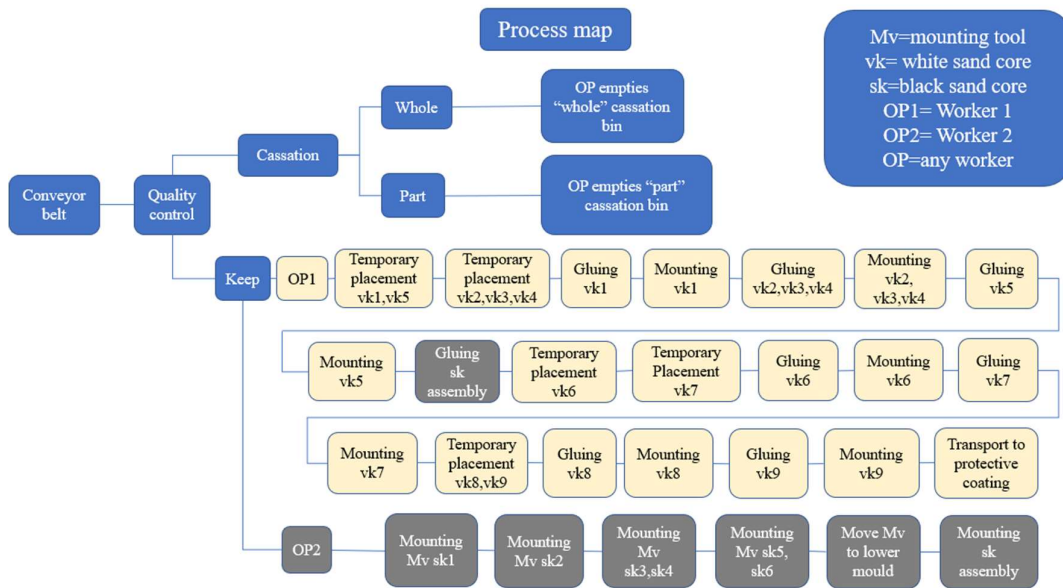 Process map
Mv=mounting tool
vk= white sand core
sk=black sand core
OP1= Worker 1
OP2= Worker 2
OP=any worker
Conveyor
belt
Quality
control
Cassation
Whole
OP empties
“whole” cassation
bin
Part
OP empties “part”
cassation bin
Keep
OP1
Temporary
placement
vk1,vk5
Temporary
placement
vk2,vk3,vk4
Gluing
vk1
Mounting
vk1
Gluing
vk2,vk3,vk4
Mounting
vk2,
vk3,vk4
Gluing
vk5
Mounting
vk5
Gluing
sk
assembly
Temporary
placement
vk6
Temporary
Placement
vk7
Gluing
vk6
Mounting
vk6
Gluing
vk7
Mounting
vk7
Temporary
placement
vk8,vk9
Gluing
vk8
Mounting
vk8
Gluing
vk9
Mounting
vk9
Transport to
protective
coating
OP2
Mounting
Mv sk1
Mounting
Mv sk2
Mounting
Mv
sk3,sk4
Mounting
Mv sk5,
sk6
Move Mv
to lower
mould
Mounting
sk
assembly